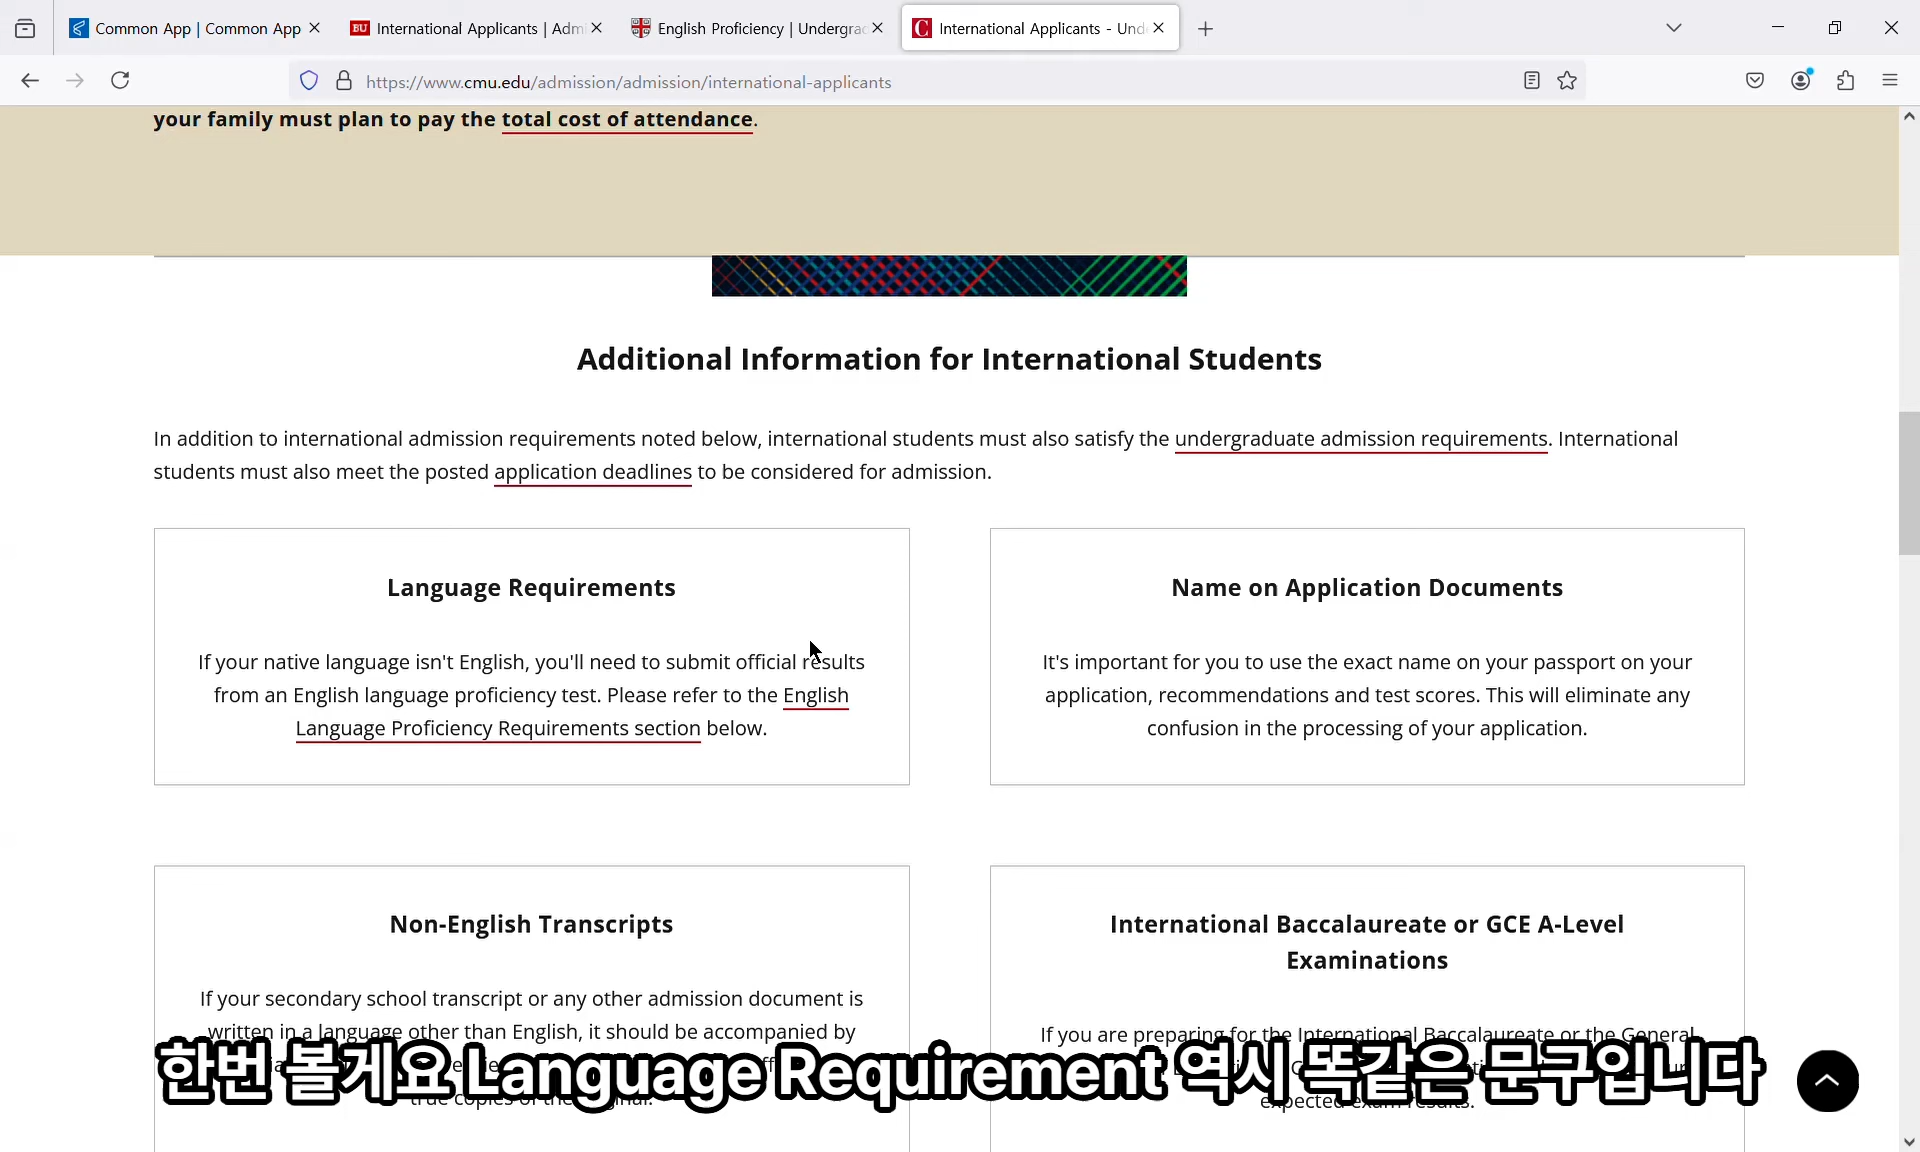 Common App | Common App
International Applicants | Adm
English Proficiency | Undergrac
International Applicants - Und
https://www.cmu.edu/admission/admission/international-applicants
your family must plan to pay the total cost of attendance.
Additional Information for International Students
In addition to international admission requirements noted below, international students must also satisfy the undergraduate admission requirements. International
students must also meet the posted application deadlines to be considered for admission.
Language Requirements
If your native language isn't English, you'll need to submit official results
from an English language proficiency test. Please refer to the English
Language Proficiency Requirements section below.
Name on Application Documents
It's important for you to use the exact name on your passport on your
application, recommendations and test scores. This will eliminate any
confusion in the processing of your application.
Non-English Transcripts
If your secondary school transcript or any other admission document is
written in a language other than English, it should be accompanied by
true copies of the original.
International Baccalaureate or GCE A-Level
Examinations
If you are preparing for the International Baccalaureate or the General
expected exam results.
한번 볼게요 Language Requirement 역시 똑같은 문구입니다